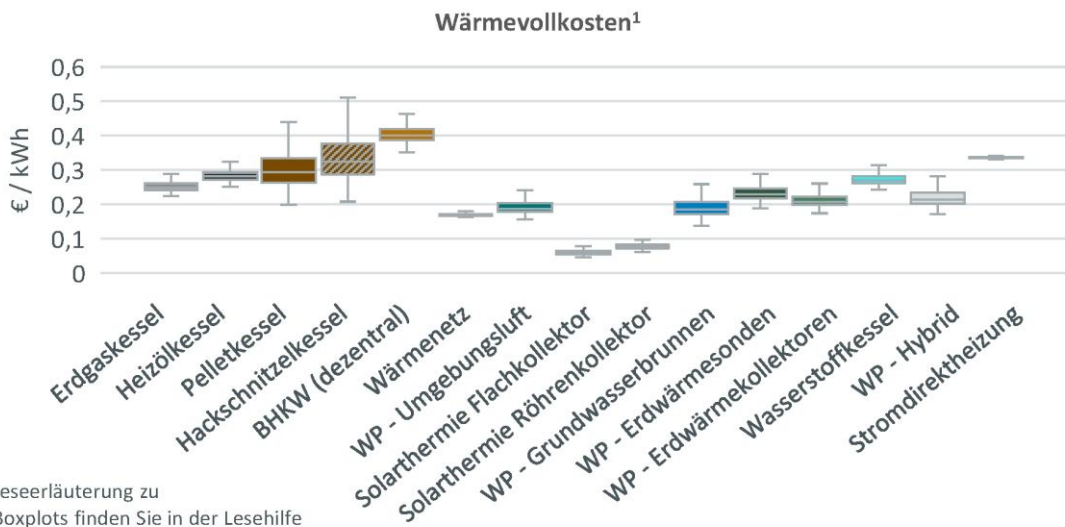 Wärmevollkosten¹
0,6
0,5
0,4
0,3
0,2
0,1
0
€ / kWh
Erdgaskessel
Heizölkessel
Pelletkessel
Hackschnitzelkessel
BHKW (dezentral)
Wärmenetz
WP - Umgebungsluft
Solarthermie Flachkollektor
Solarthermie Röhrenkollektor
WP - Grundwasserbrunnen
WP - Erdwärmesonden
WP - Erdwärmekollektoren
Wasserstoffkessel
WP - Hybrid
Stromdirektheizung
eseerläuterung zu
Boxplots finden Sie in der Lesehilfe